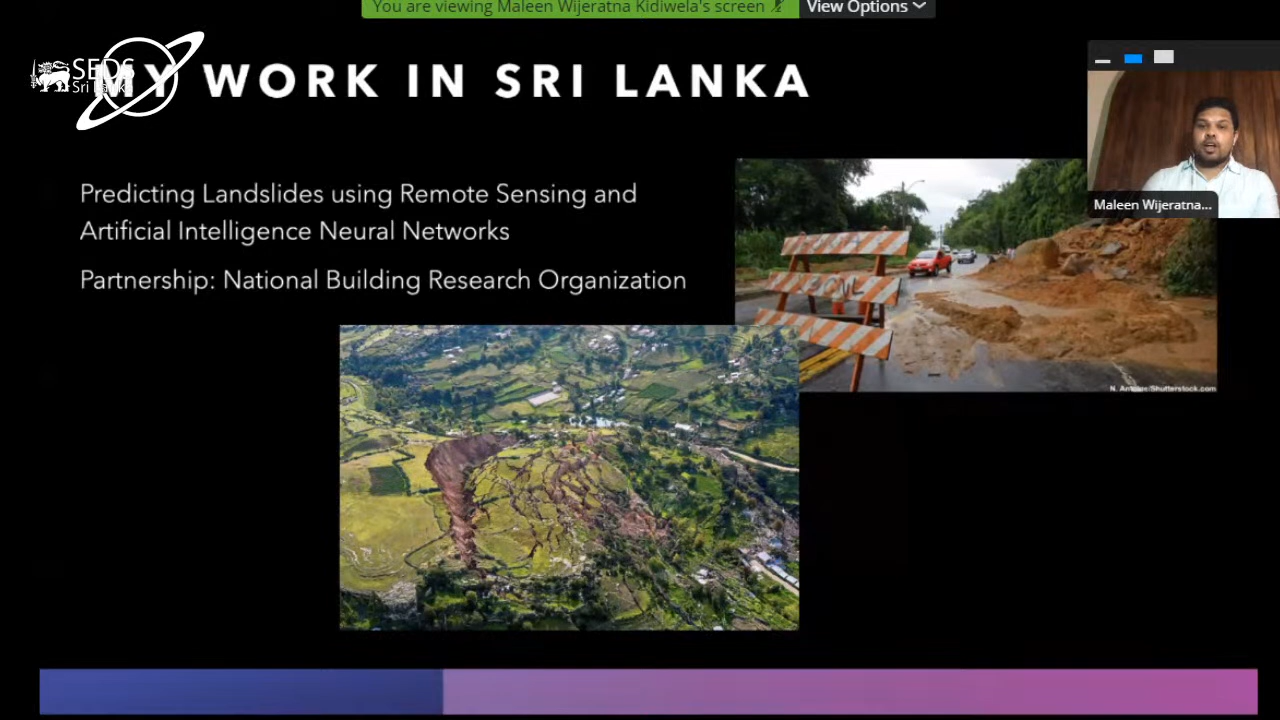 You are viewing Maleen Wijeratna Kidiwela's screen
View Options
SEDS
Sri Lanka
MY WORK IN SRI LANKA
Maleen Wijeratna...
Predicting Landslides using Remote Sensing and
Artificial Intelligence Neural Networks
Partnership: National Building Research Organization
N. Antoine/Shutterstock.com